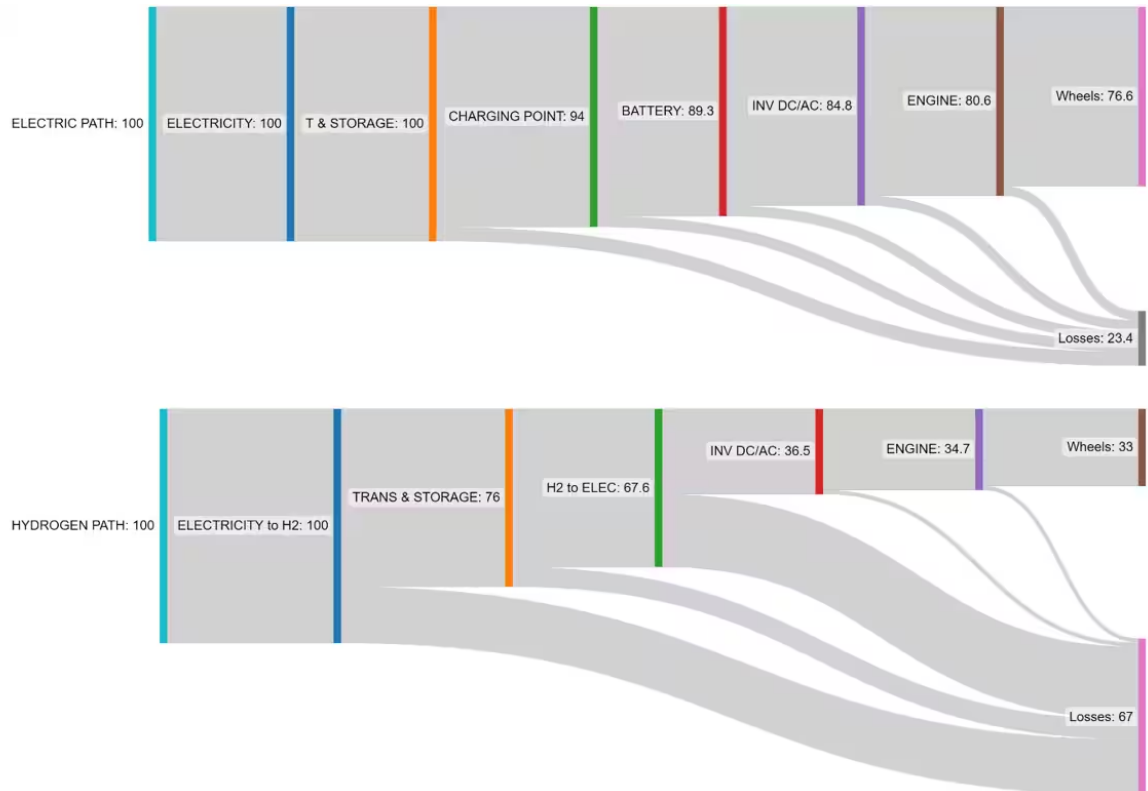 ELECTRIC PATH: 100
ELECTRICITY: 100
T & STORAGE: 100
CHARGING POINT: 94
BATTERY: 89.3
INV DC/AC: 84.8
ENGINE: 80.6
Wheels: 76.6
Losses: 23.4
HYDROGEN PATH: 100
ELECTRICITY to H2: 100
TRANS & STORAGE: 76
H2 to ELEC: 67.6
INV DC/AC: 36.5
ENGINE: 34.7
Wheels: 33
Losses: 67